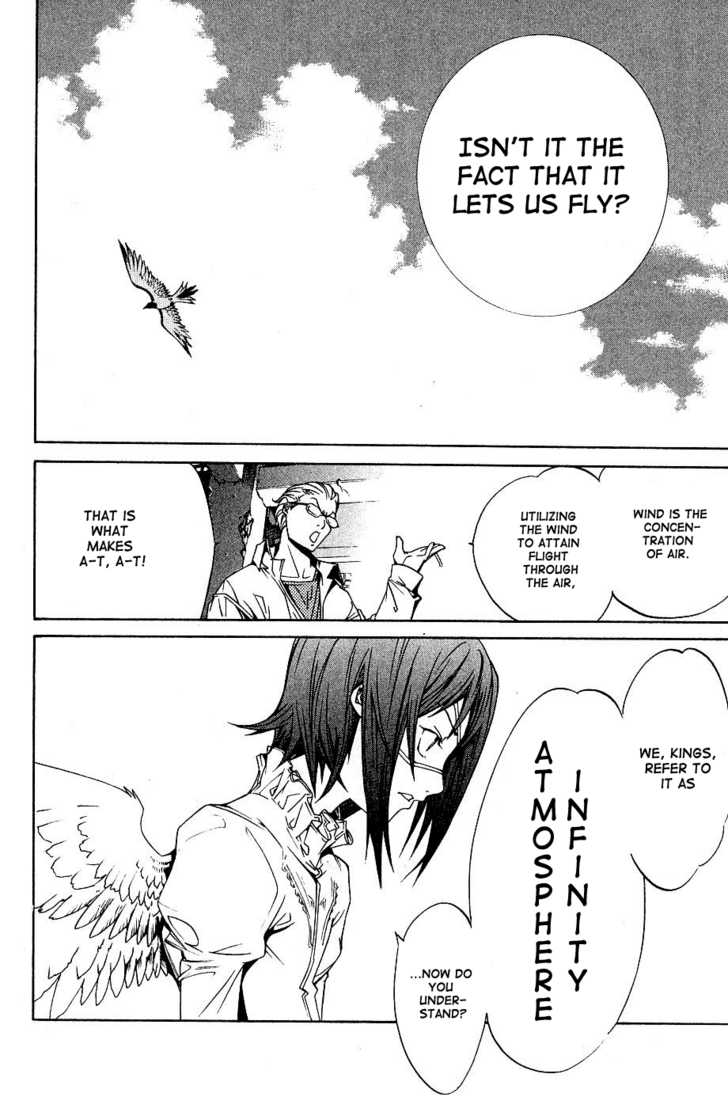 ISN'T IT THE
FACT THAT IT
LETS US FLY?
WIND IS THE
CONCEN-
TRATION
OF AIR.
UTILIZING
THE WIND
TO ATTAIN
FLIGHT
THROUGH
THE AIR,
THAT IS
WHAT
MAKES
A-T, A-T!
WE, KINGS,
REFER TO
IT AS
INFINITY
ATMOSPHERE
...NOW DO
YOU
UNDER-
STAND?